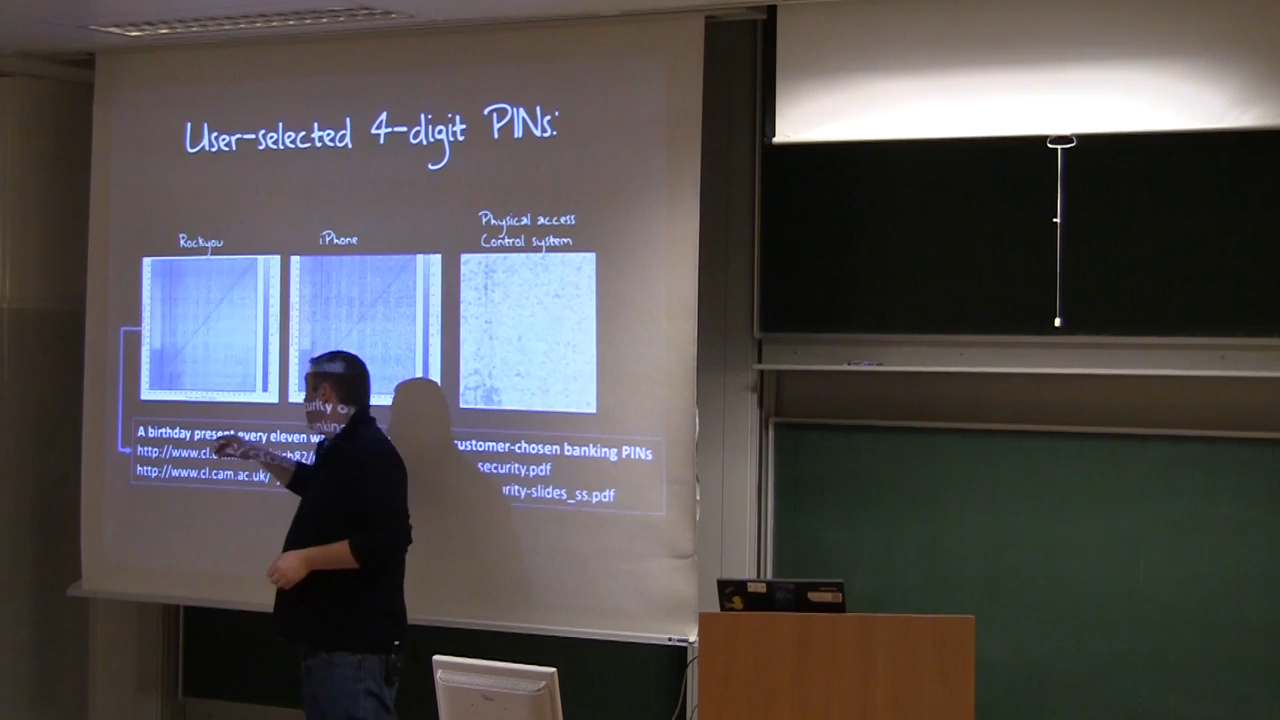 User-selected 4-digit PINs:
Physical access
Rockyou
iPhone
Control system
A birthday present every eleven customer-chosen banking PINs
http://www.cl. security.pdf
http://www.cl.cam.ac.uk/ rity-slides_ss.pdf